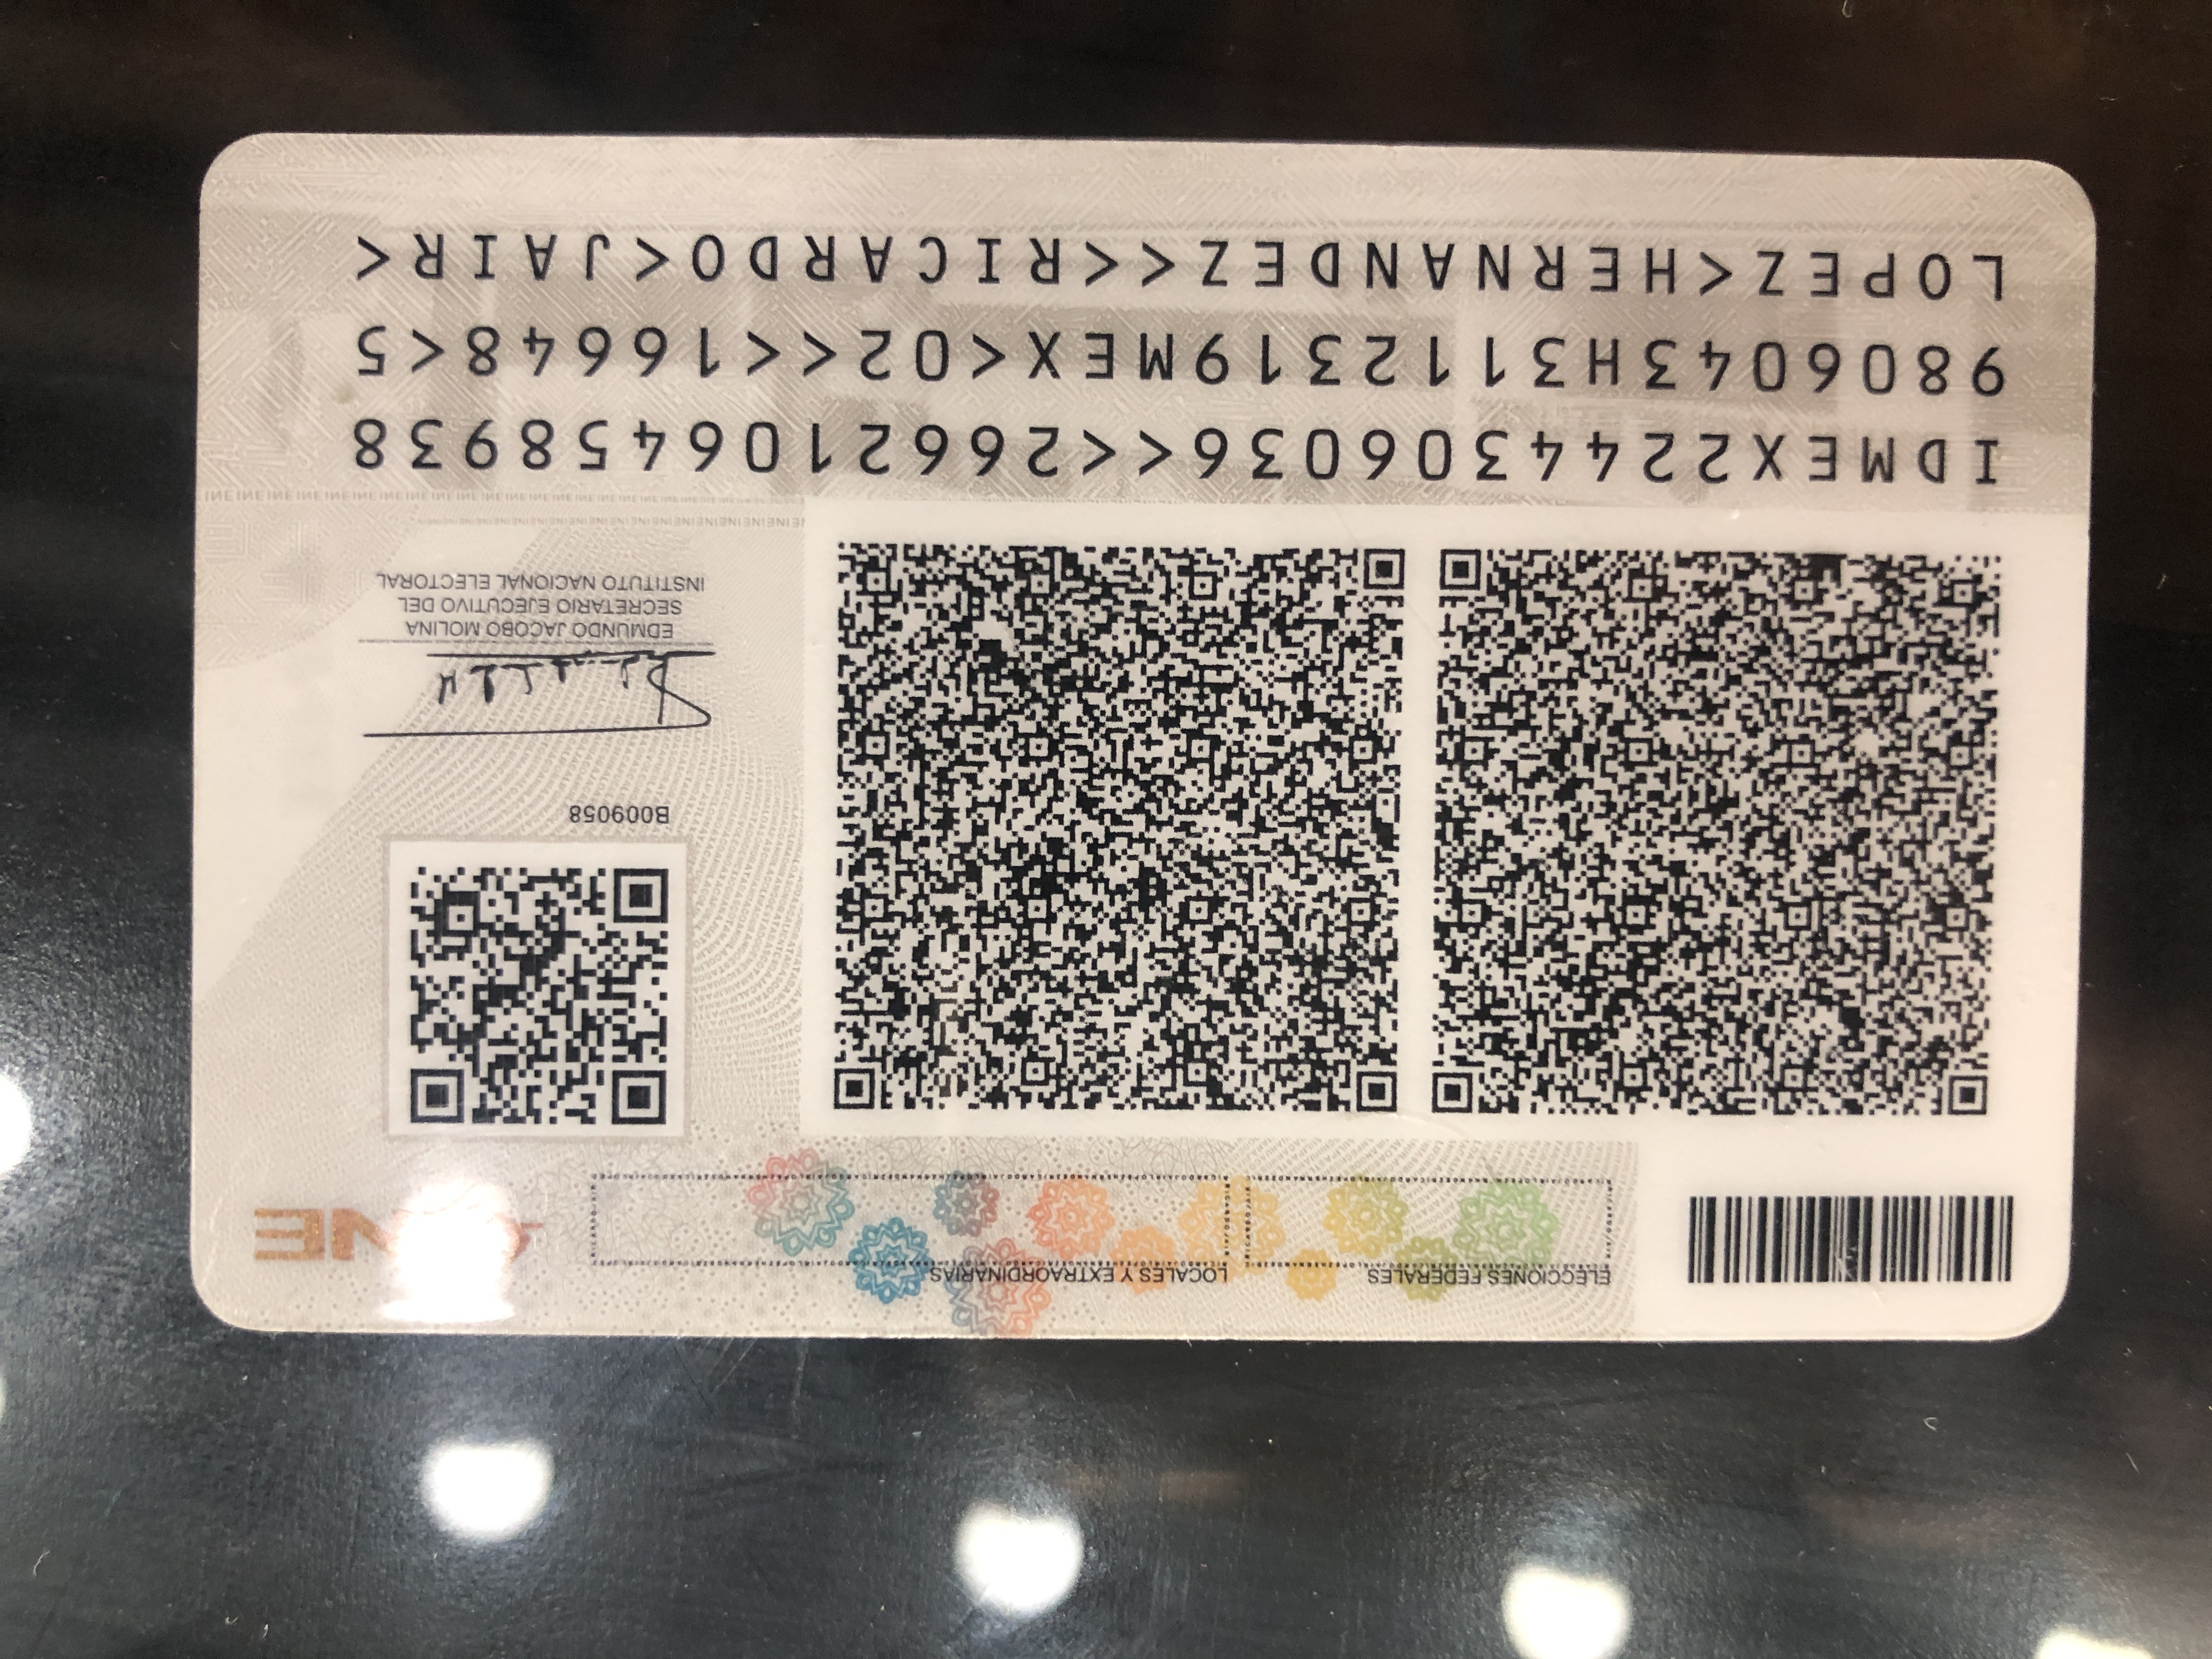 INE
ELECCIONES FEDERALES
LOCALES Y EXTRAORDINARIAS
B009058
EDMUNDO JACOBO MOLINA
SECRETARIO EJECUTIVO DEL
INSTITUTO NACIONAL ELECTORAL
IDMEX2244306036<<2662106458938
9806043H3112319MEX<02<<16648<5
LOPEZ<HERNANDEZ<<RICARDO<JAIR<